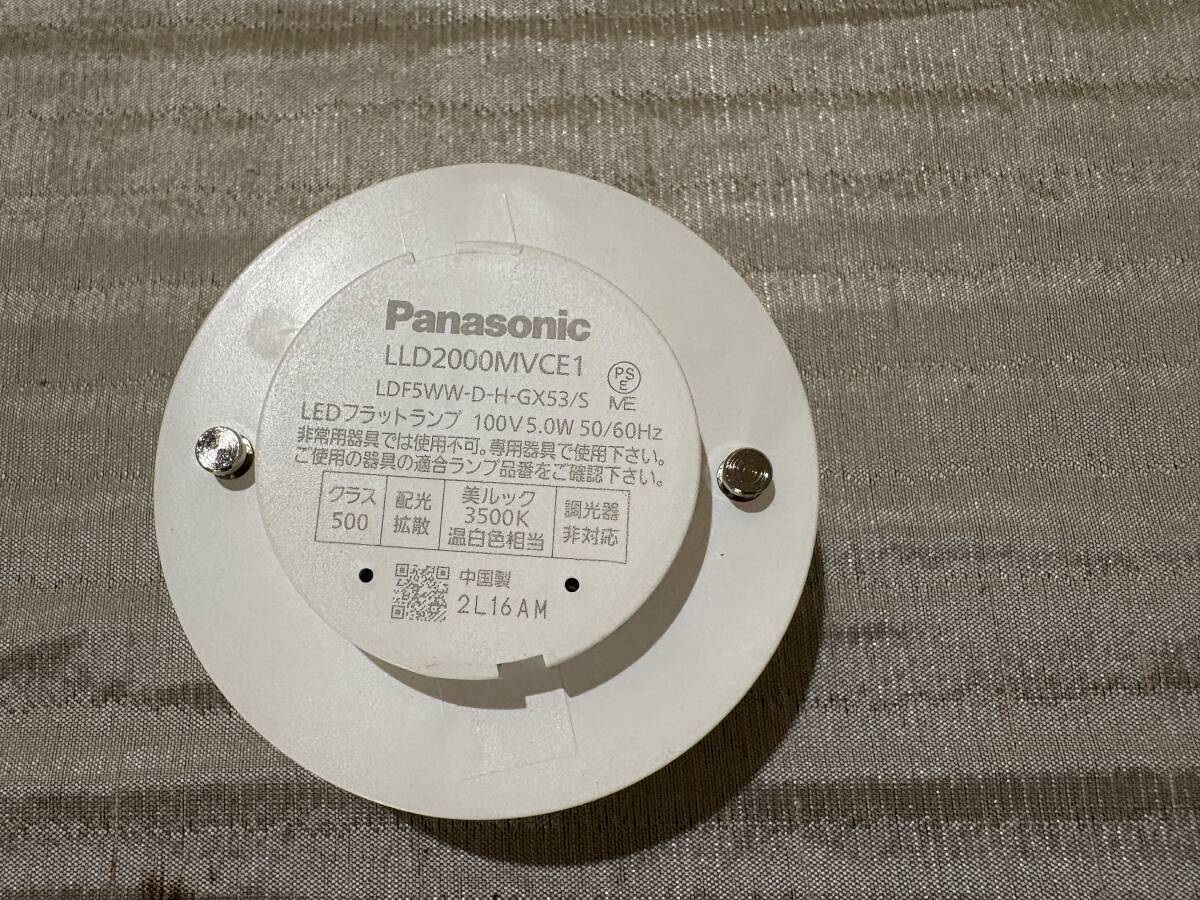 Panasonic
LLD2000MVCE1
PS
E
LDF5WW-D-H-GX53/S
LEDフラットランプ 100V 5.0W 50/60Hz
非常用器具では使用不可。専用器具で使用下さい。
ご使用の器具の適合ランプ品番をご確認下さい。
クラス
500
配光
拡散
美ルック
3500K
温白色相当
調光器
非対応
中国製
2L16AM